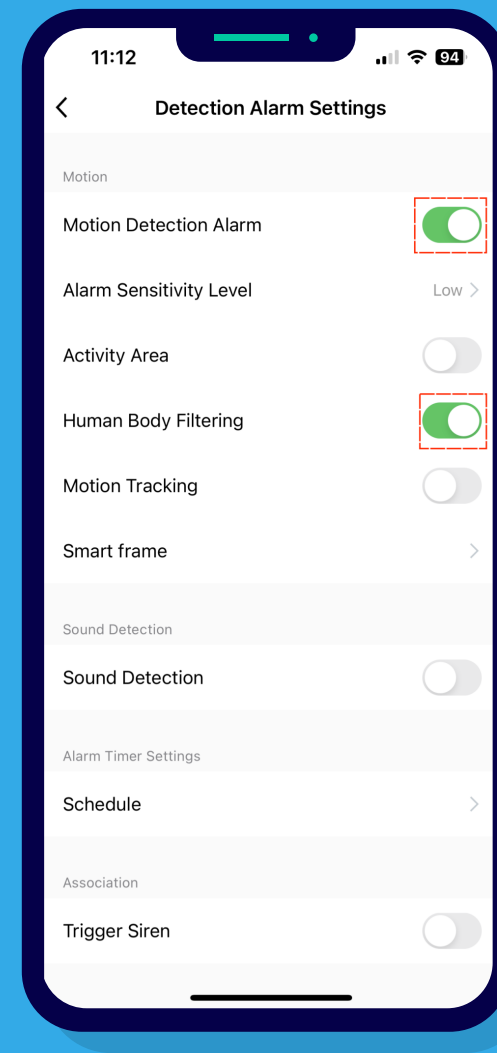 11:12
94
Detection Alarm Settings
Motion
Motion Detection Alarm
Alarm Sensitivity Level
Low
Activity Area
Human Body Filtering
Motion Tracking
Smart frame
Sound Detection
Sound Detection
Alarm Timer Settings
Schedule
Association
Trigger Siren